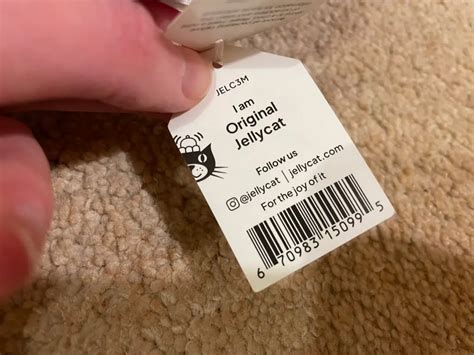 JELC3M
I am
Original
Jellycat
Follow us
@jellycat | jellycat.com
For the joy of it
6 70983 15099 5